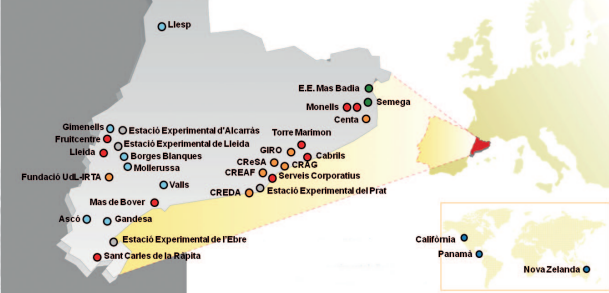 Llesp
E.E. Mas Badia
Semega
Monells
Centa
Gimenells
Estació Experimental d'Alcarràs
Fruitcentre
Estació Experimental de Lleida
Lleida
Borges Blanques
Mollerussa
Fundació UdL-IRTA
Valls
Torre Marimon
GIRO
Cabrils
CReSA
CRAG
CREAF
Serveis Corporatius
CREDA
Estació Experimental del Prat
Mas de Bover
Ascó
Gandesa
Estació Experimental de l'Ebre
Sant Carles de la Ràpita
Califòrnia
Panamà
Nova Zelanda